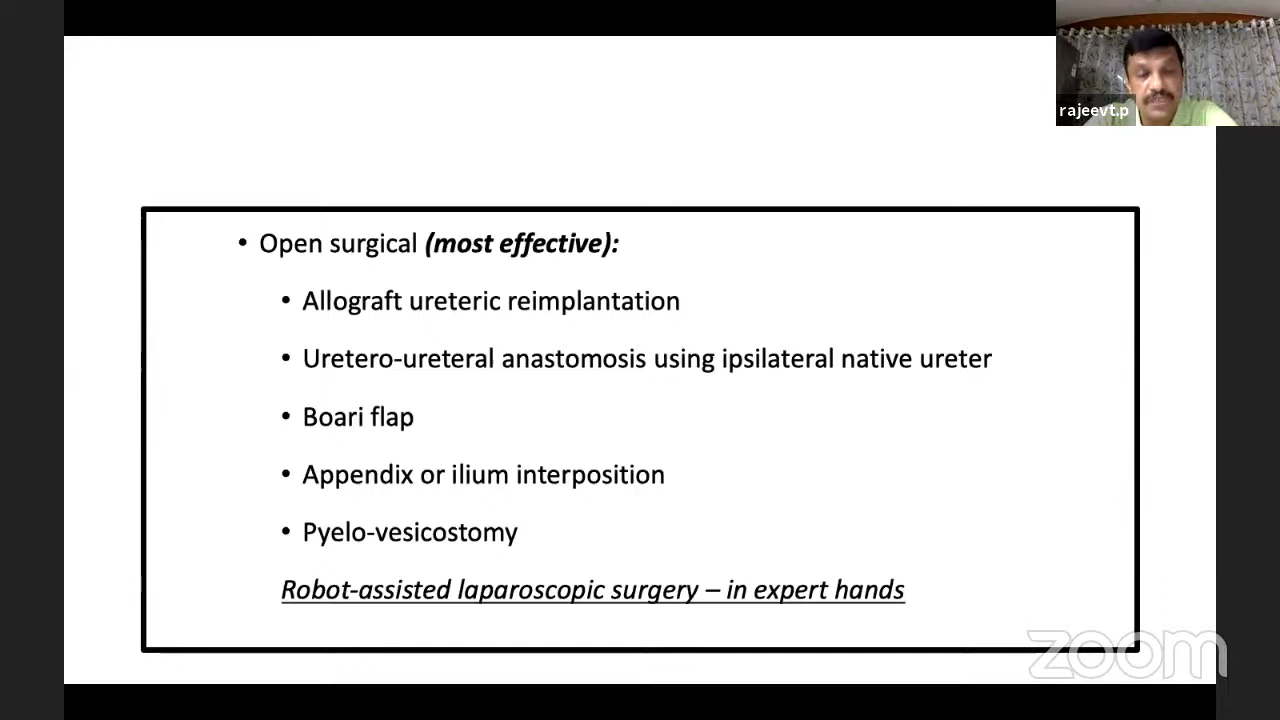 rajeevt.p
• Open surgical (most effective):
• Allograft ureteric reimplantation
• Uretero-ureteral anastomosis using ipsilateral native ureter
• Boari flap
• Appendix or ilium interposition
• Pyelo-vesicostomy
Robot-assisted laparoscopic surgery – in expert hands
zoom